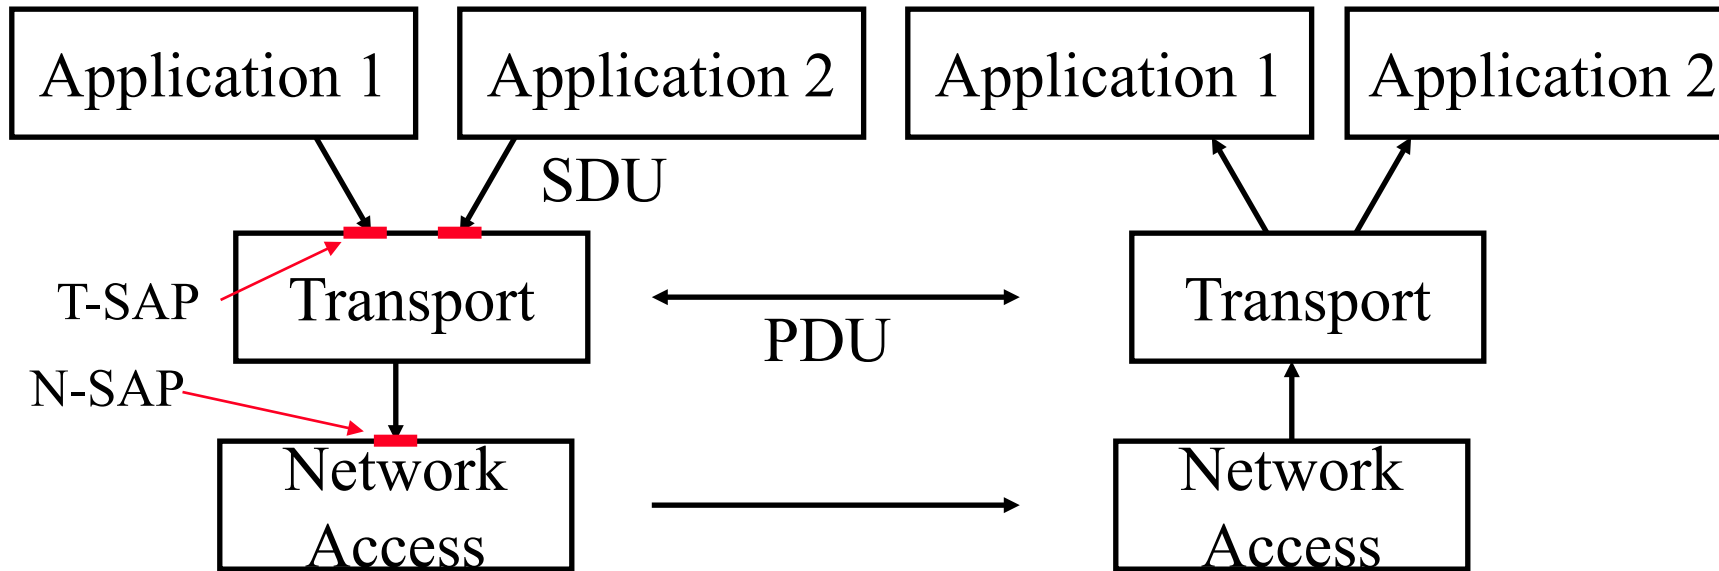 Application 1
Application 2
Application 1
Application 2
SDU
T-SAP
Transport
PDU
Transport
N-SAP
Network
Access
Network
Access